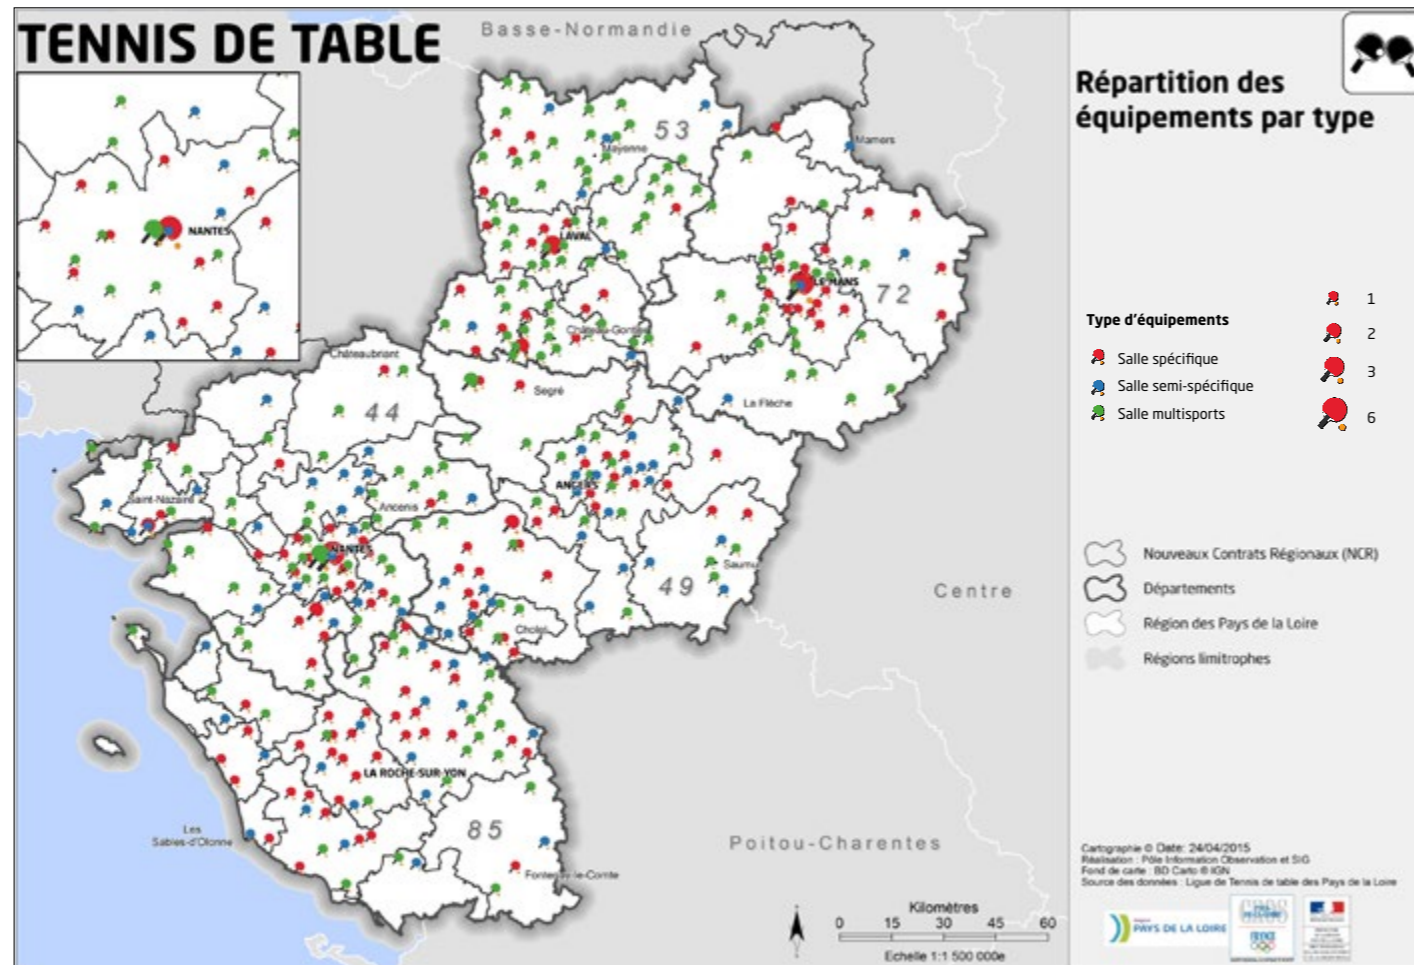 TENNIS DE TABLE
Basse-Normandie
Répartition des
équipements par type
53
Mayenne
Mamers
NANTES
LAVAL
LE MANS
72
Château-Gontier
Châteaubriant
Segré
La Flèche
44
ANGERS
Saint-Nazaire
Ancenis
NANTES
Saumur
49
Centre
Cholet
LA ROCHE-SUR-YON
85
Les
Sables-d'Olonne
Fontenay-le-Comte
Poitou-Charentes
Type d'équipements
Salle spécifique
Salle semi-spécifique
Salle multisports
1
2
3
6
Nouveaux Contrats Régionaux (NCR)
Départements
Région des Pays de la Loire
Régions limitrophes
Kilomètres
0 15 30 45 60
Echelle 1:1 500 000e
Cartographie © Date: 24/04/2015
Réalisation : Pôle Information Observation et SIG
Fond de carte : BD Carto ® IGN
Source des données : Ligue de Tennis de table des Pays de la Loire
PAYS DE LA LOIRE
CROS
FRANCE